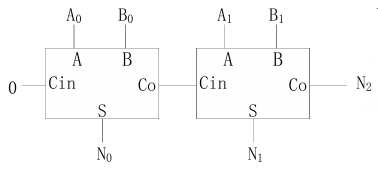 A₀ B₀ A₁ B₁
A B A B
0 Cin Co Cin Co N₂
S S
N₀ N₁